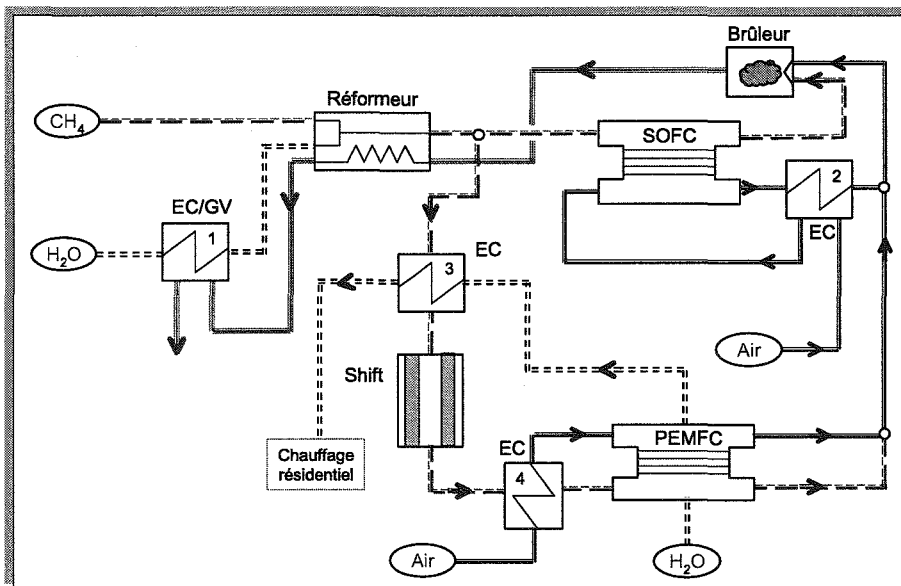 Brûleur
Réformeur
CH4
SOFC
2
EC/GV
EC
1
H2O
EC
3
Air
Shift
PEMFC
EC
Chauffage
résidentiel
4
Air
H2O